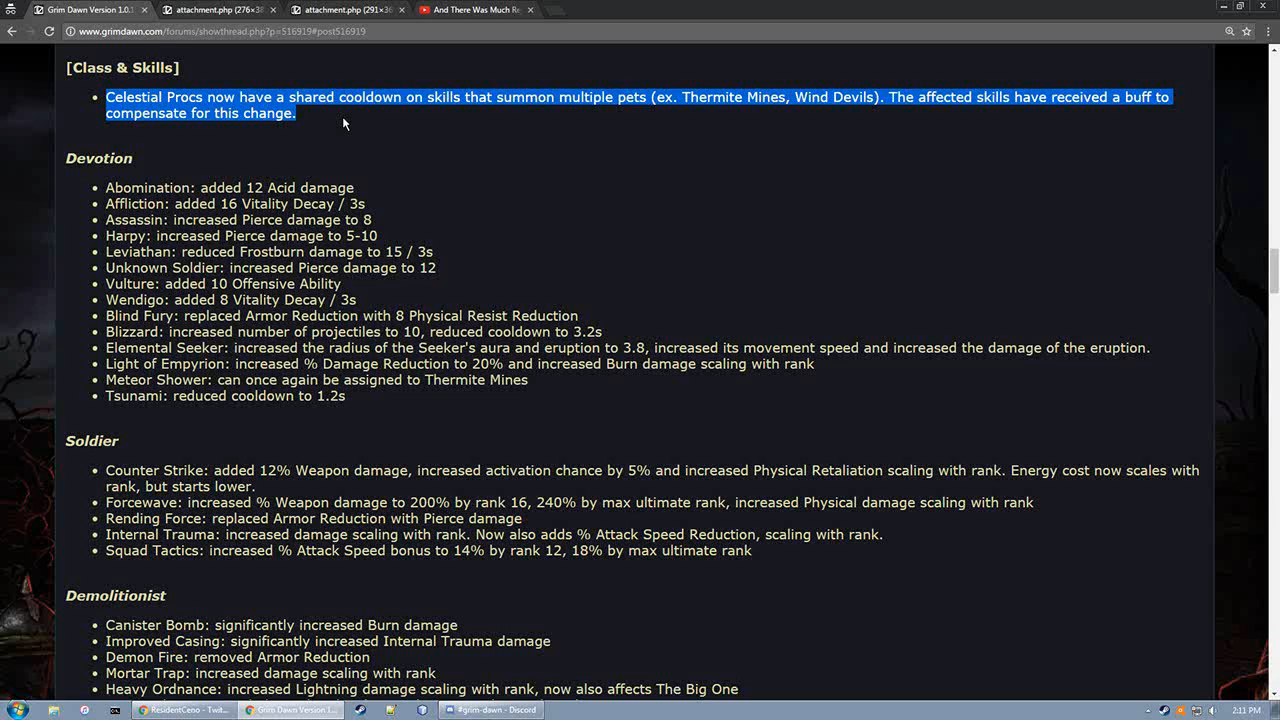 Grim Dawn Version 1.0.1
attachment.php (276×38
attachment.php (291×36
And There Was Much Re
www.grimdawn.com/forums/showthread.php?p=516919#post516919
[Class & Skills]
Celestial Procs now have a shared cooldown on skills that summon multiple pets (ex. Thermite Mines, Wind Devils). The affected skills have received a buff to
compensate for this change.
Devotion
Abomination: added 12 Acid damage
Affliction: added 16 Vitality Decay / 3s
Assassin: increased Pierce damage to 8
Harpy: increased Pierce damage to 5-10
Leviathan: reduced Frostburn damage to 15 / 3s
Unknown Soldier: increased Pierce damage to 12
Vulture: added 10 Offensive Ability
Wendigo: added 8 Vitality Decay / 3s
Blind Fury: replaced Armor Reduction with 8 Physical Resist Reduction
Blizzard: increased number of projectiles to 10, reduced cooldown to 3.2s
Elemental Seeker: increased the radius of the Seeker's aura and eruption to 3.8, increased its movement speed and increased the damage of the eruption.
Light of Empyrion: increased % Damage Reduction to 20% and increased Burn damage scaling with rank
Meteor Shower: can once again be assigned to Thermite Mines
Tsunami: reduced cooldown to 1.2s
Soldier
Counter Strike: added 12% Weapon damage, increased activation chance by 5% and increased Physical Retaliation scaling with rank. Energy cost now scales with
rank, but starts lower.
Forcewave: increased % Weapon damage to 200% by rank 16, 240% by max ultimate rank, increased Physical damage scaling with rank
Rending Force: replaced Armor Reduction with Pierce damage
Internal Trauma: increased damage scaling with rank. Now also adds % Attack Speed Reduction, scaling with rank.
Squad Tactics: increased % Attack Speed bonus to 14% by rank 12, 18% by max ultimate rank
Demolitionist
Canister Bomb: significantly increased Burn damage
Improved Casing: significantly increased Internal Trauma damage
Demon Fire: removed Armor Reduction
Mortar Trap: increased damage scaling with rank
Heavy Ordnance: increased Lightning damage scaling with rank, now also affects The Big One
ResidentCeno - Twit...
Grim Dawn Version 1...
#grim-dawn - Discord
2:11 PM